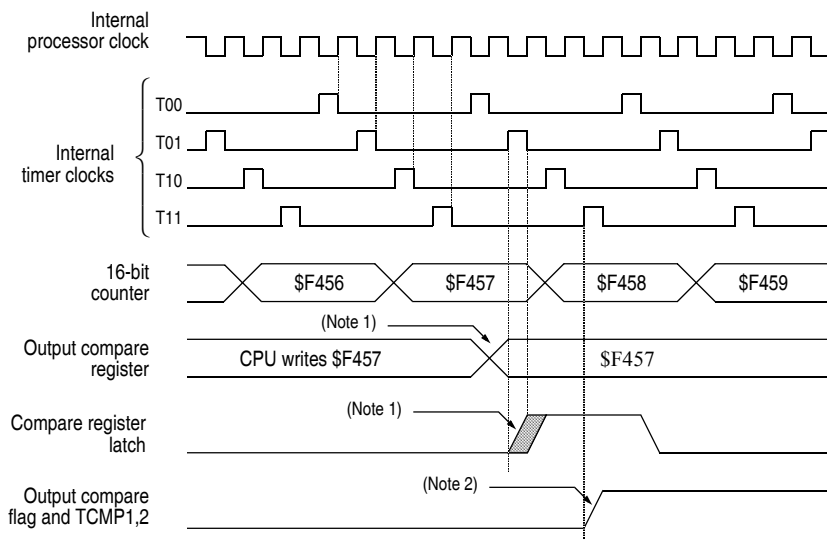 Internal
processor clock
T00
T01
Internal
timer clocks
T10
T11
16-bit
counter
$F456
$F457
$F458
$F459
(Note 1)
Output compare
register
CPU writes $F457
$F457
(Note 1)
Compare register
latch
(Note 2)
Output compare
flag and TCMP1,2